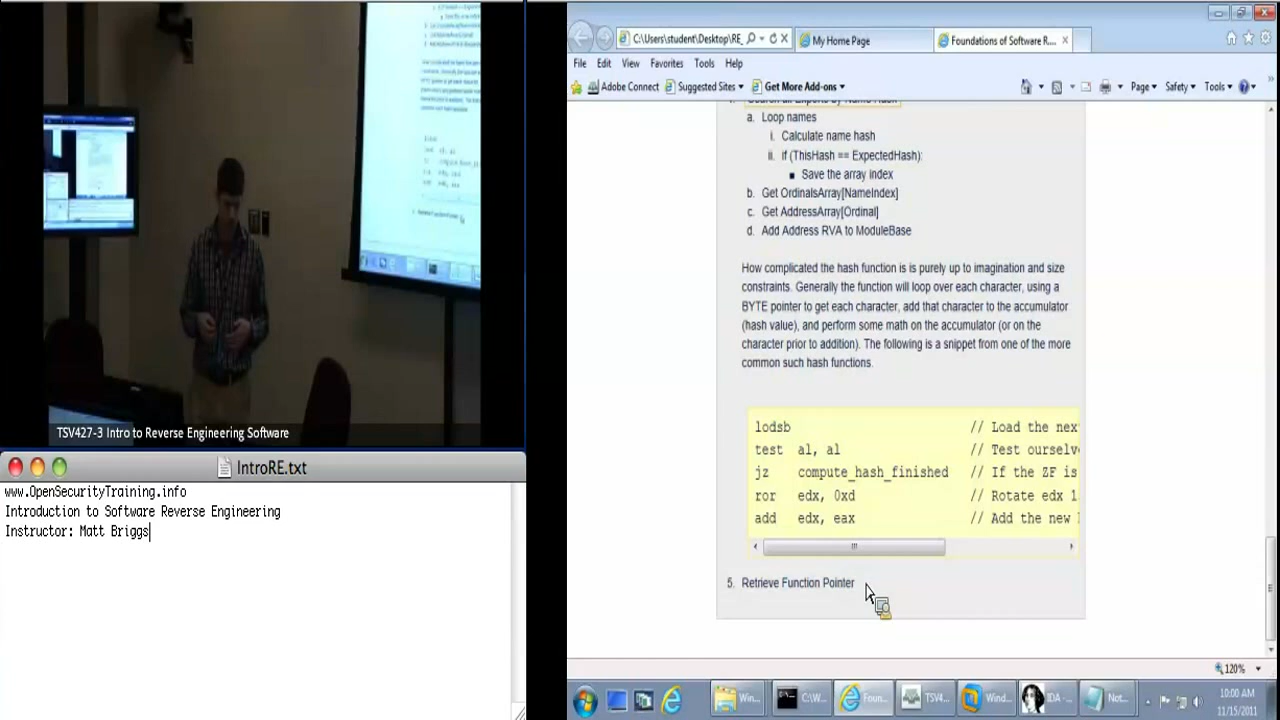 TSV427-3 Intro to Reverse Engineering Software
IntroRE.txt
www.OpenSecurityTraining.info
Introduction to Software Reverse Engineering
Instructor: Matt Briggs
C:\Users\student\Desktop\RE_
My Home Page
Foundations of Software R...
File Edit View Favorites Tools Help
Adobe Connect Suggested Sites Get More Add-ons
Page Safety Tools
a. Loop names
i. Calculate name hash
ii. if (ThisHash == ExpectedHash):
Save the array index
b. Get OrdinalsArray[NameIndex]
c. Get AddressArray[Ordinal]
d. Add Address RVA to ModuleBase
How complicated the hash function is is purely up to imagination and size
constraints. Generally the function will loop over each character, using a
BYTE pointer to get each character, add that character to the accumulator
(hash value), and perform some math on the accumulator (or on the
character prior to addition). The following is a snippet from one of the more
common such hash functions.
lodsb // Load the nex
test al, al // Test ourselv
jz compute_hash_finished // If the ZF is
ror edx, 0xd // Rotate edx 1
add edx, eax // Add the new
5. Retrieve Function Pointer
120%
Win... C:\W... Foun... TSV4... Wind... IDA -... Not...
10:00 AM
11/15/2011